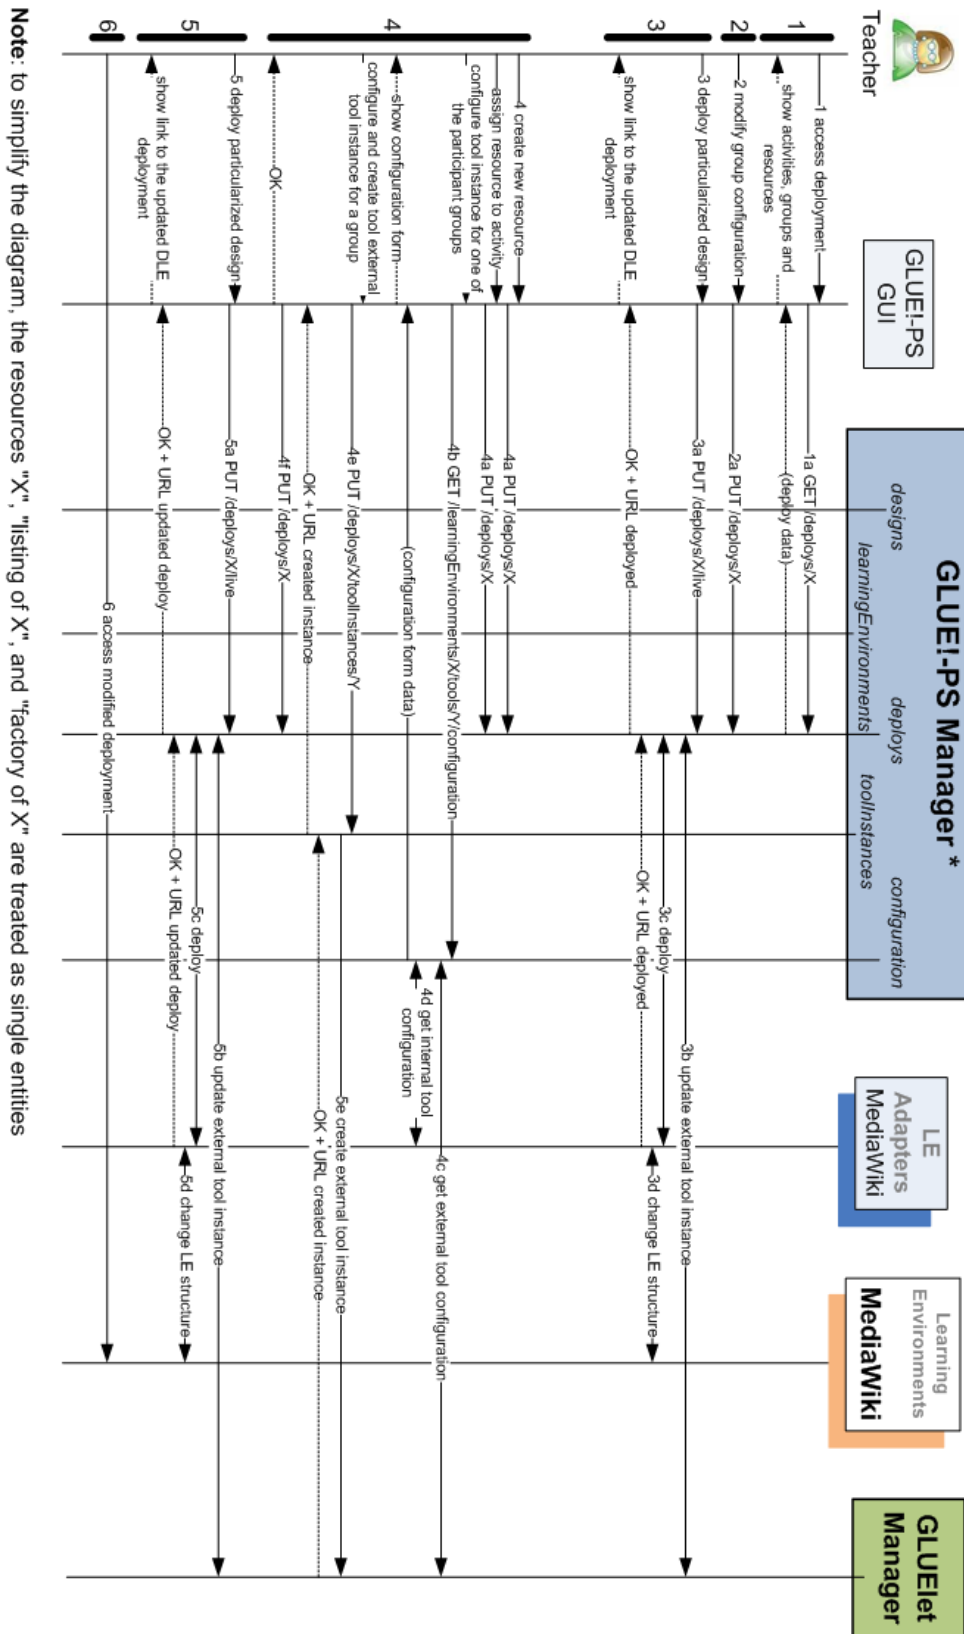 Teacher
GLUE!-PS
GUI
GLUE!-PS Manager *
designs
learningEnvironments
deploys
toolInstances
configuration
LE
Adapters
MediaWiki
Learning
Environments
MediaWiki
GLUElet
Manager
1
1 access deployment
1a GET /deploys/X
(deploy data)
show activities, groups and
resources
2
2 modify group configuration
2a PUT /deploys/X
3
3 deploy particularized design
3a PUT /deploys/X/live
3b update external tool instance
3c deploy
3d change LE structure
OK + URL deployed
OK + URL deployed
show link to the updated DLE
deployment
4
4 create new resource
4a PUT /deploys/X
assign resource to activity
4a PUT /deploys/X
configure tool instance for one of
the participant groups
4b GET /learningEnvironments/X/tools/Y/configuration
4c get external tool configuration
4d get internal tool
configuration
(configuration form data)
show configuration form
configure and create tool external
tool instance for a group
4e PUT /deploys/X/toolInstances/Y
5e create external tool instance
OK + URL created instance
OK + URL created instance
4f PUT /deploys/X
OK
5
5 deploy particularized design
5a PUT /deploys/X/live
5b update external tool instance
5c deploy
5d change LE structure
OK + URL updated deploy
OK + URL updated deploy
show link to the updated DLE
deployment
6
6 access modified deployment
Note: to simplify the diagram, the resources "X", "listing of X", and "factory of X" are treated as single entities